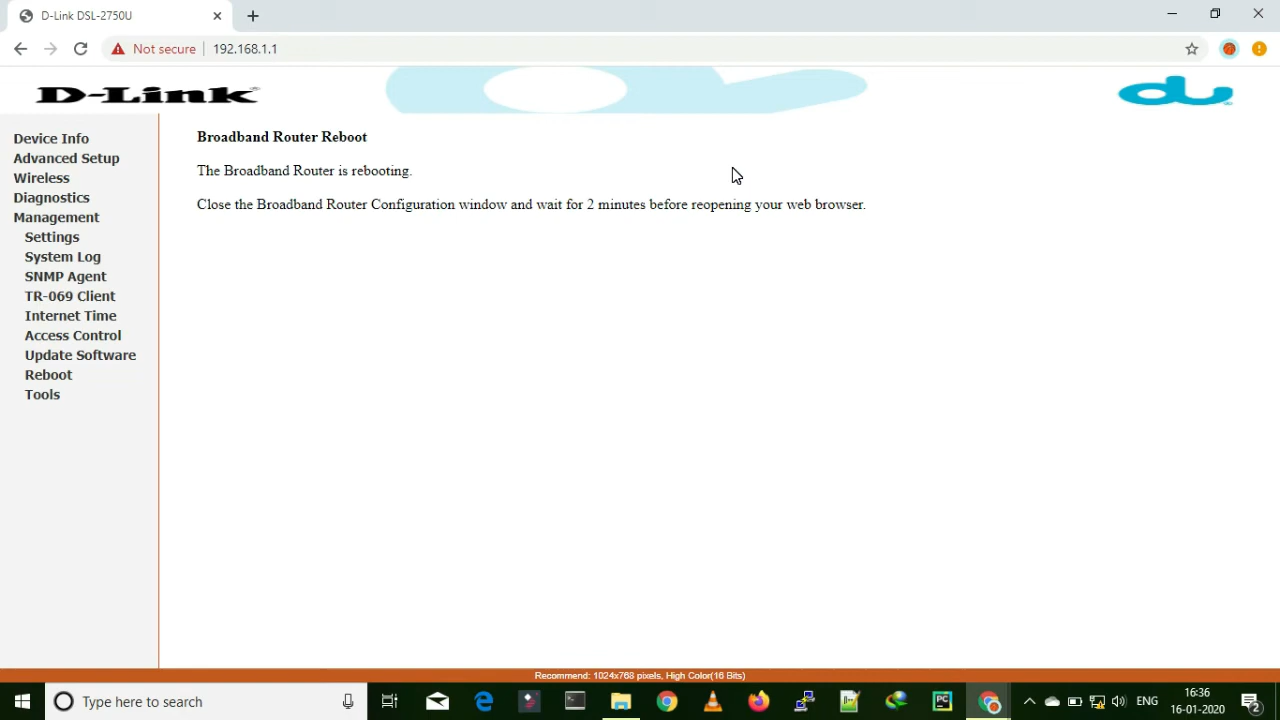 D-Link DSL-2750U
Not secure 192.168.1.1
D-Link
du
Device Info
Advanced Setup
Wireless
Diagnostics
Management
Settings
System Log
SNMP Agent
TR-069 Client
Internet Time
Access Control
Update Software
Reboot
Tools
Broadband Router Reboot
The Broadband Router is rebooting.
Close the Broadband Router Configuration window and wait for 2 minutes before reopening your web browser.
Recommend: 1024x768 pixels, High Color(16 Bits)
Type here to search
ENG
16:36
16-01-2020
2